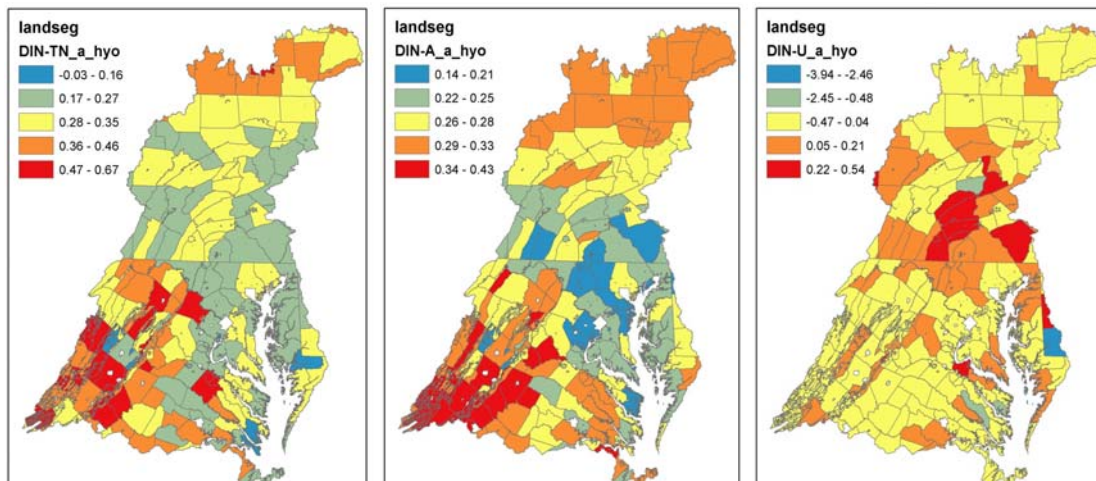 landseg
DIN-TN_a_hyo
-0.03 - 0.16
0.17 - 0.27
0.28 - 0.35
0.36 - 0.46
0.47 - 0.67
landseg
DIN-A_a_hyo
0.14 - 0.21
0.22 - 0.25
0.26 - 0.28
0.29 - 0.33
0.34 - 0.43
landseg
DIN-U_a_hyo
-3.94 - -2.46
-2.45 - -0.48
-0.47 - 0.04
0.05 - 0.21
0.22 - 0.54